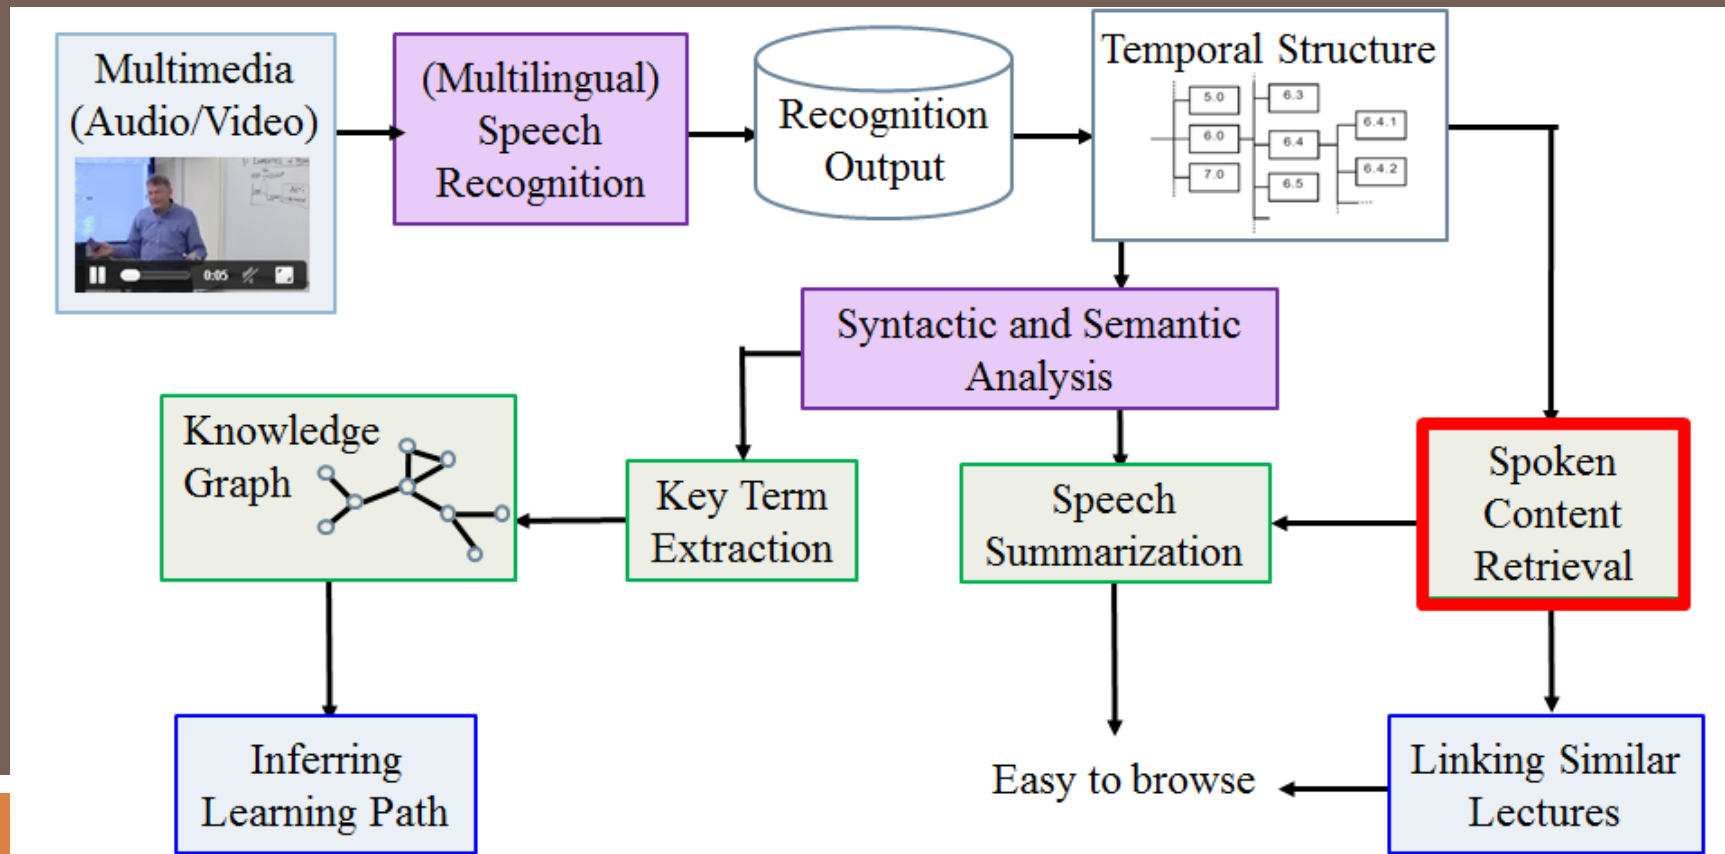 Multimedia
(Audio/Video)
0:05
(Multilingual)
Speech
Recognition
Recognition
Output
Temporal Structure
5.0
6.0
7.0
6.3
6.4
6.5
6.4.1
6.4.2
Syntactic and Semantic
Analysis
Knowledge
Graph
Key Term
Extraction
Speech
Summarization
Spoken
Content
Retrieval
Inferring
Learning Path
Easy to browse
Linking Similar
Lectures